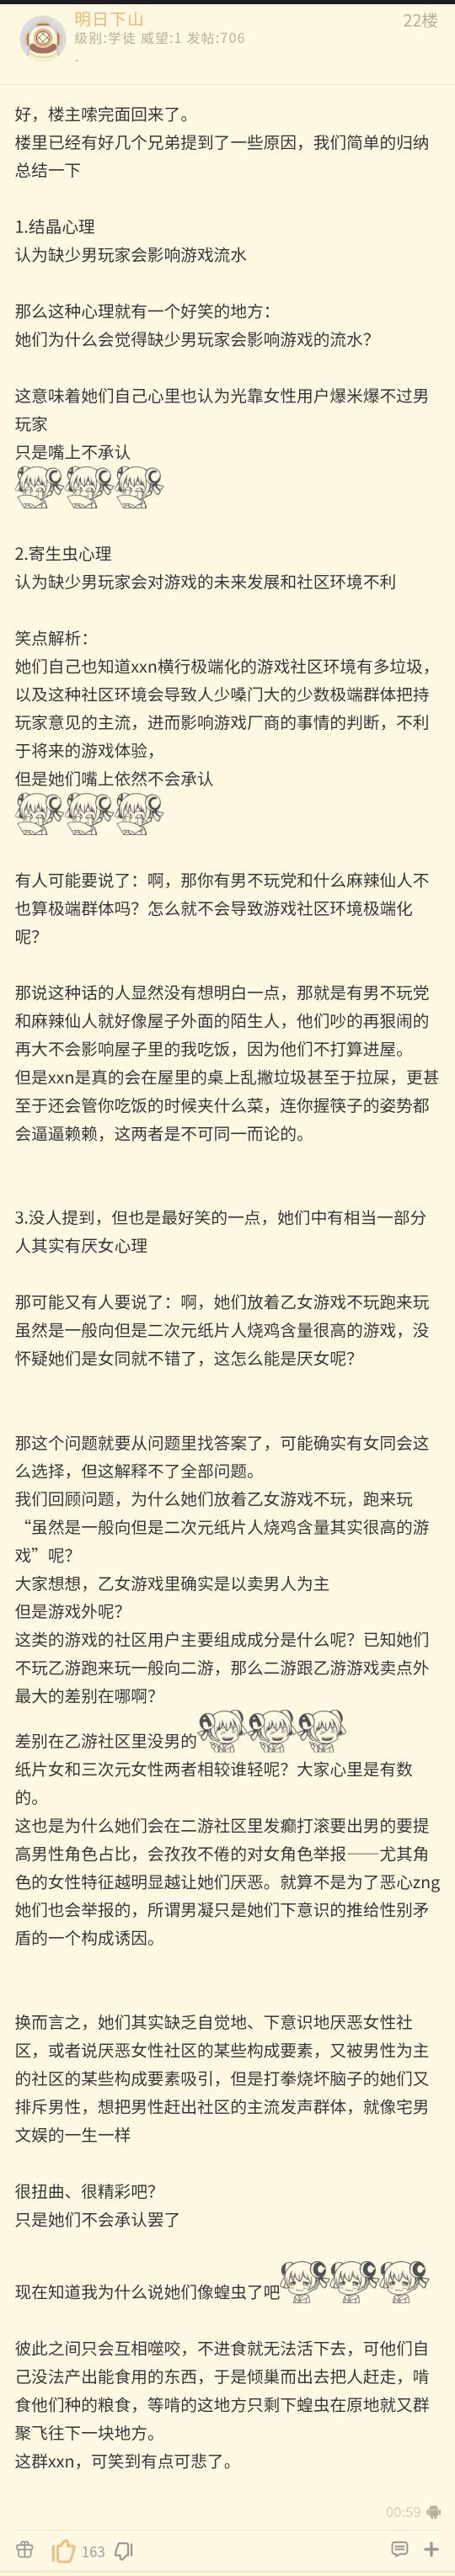 明日下山
22楼
级别:学徒 威望:1 发帖:706
-
好，楼主嗦完面回来了。
楼里已经有好几个兄弟提到了一些原因，我们简单的归纳
总结一下
1.结晶心理
认为缺少男玩家会影响游戏流水
那么这种心理就有一个好笑的地方：
她们为什么会觉得缺少男玩家会影响游戏的流水？
这意味着她们自己心里也认为光靠女性用户爆米爆不过男
玩家
只是嘴上不承认
2.寄生虫心理
认为缺少男玩家会对游戏的未来发展和社区环境不利
笑点解析：
她们自己也知道xxn横行极端化的游戏社区环境有多垃圾，
以及这种社区环境会导致人少嗓门大的少数极端群体把持
玩家意见的主流，进而影响游戏厂商的事情的判断，不利
于将来的游戏体验，
但是她们嘴上依然不会承认
有人可能要说了：啊，那你有男不玩党和什么麻辣仙人不
也算极端群体吗？怎么就不会导致游戏社区环境极端化
呢？
那说这种话的人显然没有想明白一点，那就是有男不玩党
和麻辣仙人就好像屋子外面的陌生人，他们吵的再狠闹的
再大不会影响屋子里的我吃饭，因为他们不打算进屋。
但是xxn是真的会在屋里的桌上乱撇垃圾甚至于拉屎，更甚
至于还会管你吃饭的时候夹什么菜，连你握筷子的姿势都
会逼逼赖赖，这两者是不可同一而论的。
3.没人提到，但也是最好笑的一点，她们中有相当一部分
人其实有厌女心理
那可能又有人要说了：啊，她们放着乙女游戏不玩跑来玩
虽然是一般向但是二次元纸片人烧鸡含量很高的游戏，没
怀疑她们是女同就不错了，这怎么能是厌女呢？
那这个问题就要从问题里找答案了，可能确实有女同会这
么选择，但这解释不了全部问题。
我们回顾问题，为什么她们放着乙女游戏不玩，跑来玩
“虽然是一般向但是二次元纸片人烧鸡含量其实很高的游
戏”呢？
大家想想，乙女游戏里确实是以卖男人为主
但是游戏外呢？
这类的游戏的社区用户主要组成成分是什么呢？已知她们
不玩乙游跑来玩一般向二游，那么二游跟乙游游戏卖点外
最大的差别在哪啊？
差别在乙游社区里没男的
纸片女和三次元女性两者相较谁轻呢？大家心里是有数
的。
这也是为什么她们会在二游社区里发癫打滚要出男的要提
高男性角色占比，会孜孜不倦的对女角色举报——尤其角
色的女性特征越明显越让她们厌恶。就算不是为了恶心zng
她们也会举报的，所谓男凝只是她们下意识的推给性别矛
盾的一个构成诱因。
换而言之，她们其实缺乏自觉地、下意识地厌恶女性社
区，或者说厌恶女性社区的某些构成要素，又被男性为主
的社区的某些构成要素吸引，但是打拳烧坏脑子的她们又
排斥男性，想把男性赶出社区的主流发声群体，就像宅男
文娱的一生一样
很扭曲、很精彩吧？
只是她们不会承认罢了
现在知道我为什么说她们像蝗虫了吧
彼此之间只会互相噬咬，不进食就无法活下去，可他们自
己没法产出能食用的东西，于是倾巢而出去把人赶走，啃
食他们种的粮食，等啃的这地方只剩下蝗虫在原地就又群
聚飞往下一块地方。
这群xxn，可笑到有点可悲了。
00:59
163